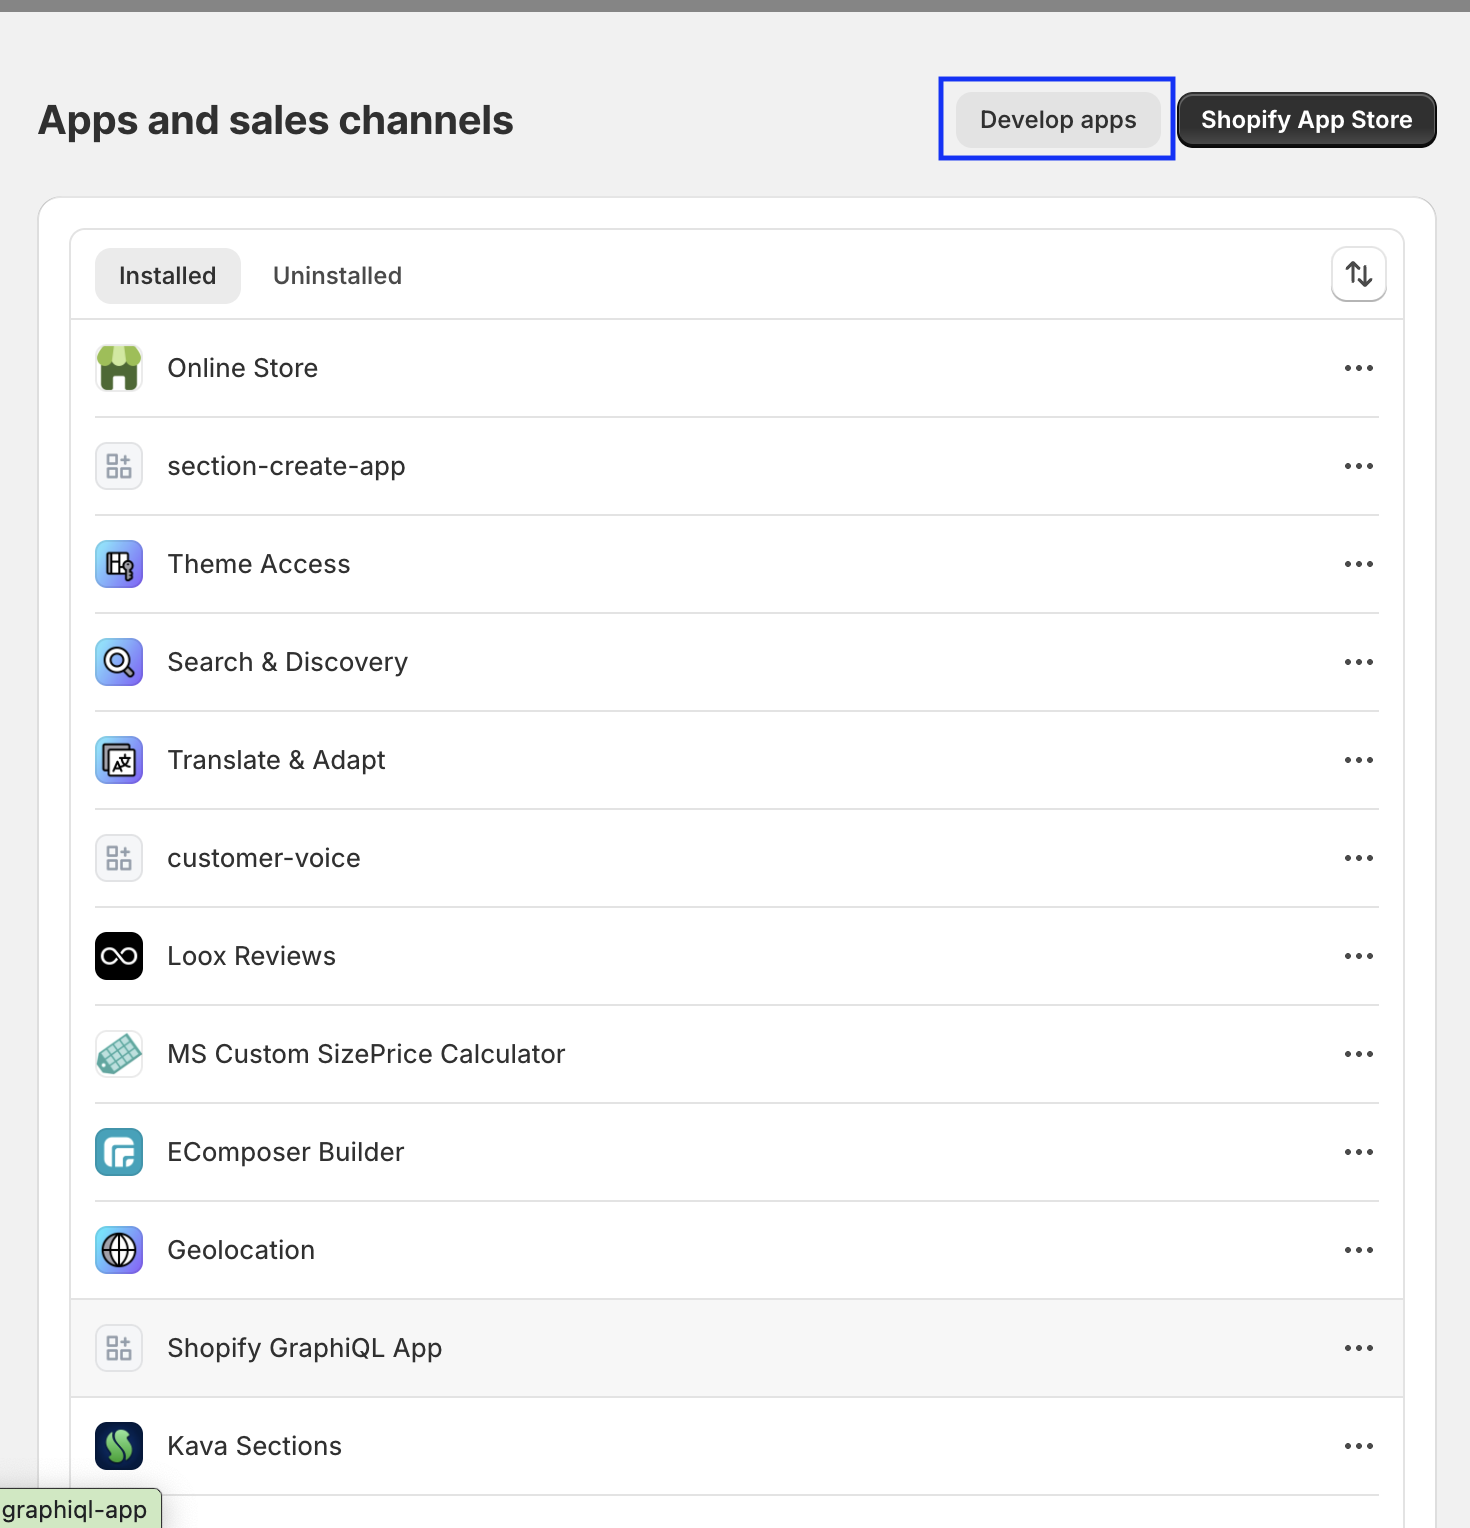 Apps and sales channels
Develop apps
Shopify App Store
Installed
Uninstalled
Online Store
section-create-app
Theme Access
Search & Discovery
Translate & Adapt
customer-voice
Loox Reviews
MS Custom SizePrice Calculator
EComposer Builder
Geolocation
Shopify GraphiQL App
Kava Sections
graphiql-app